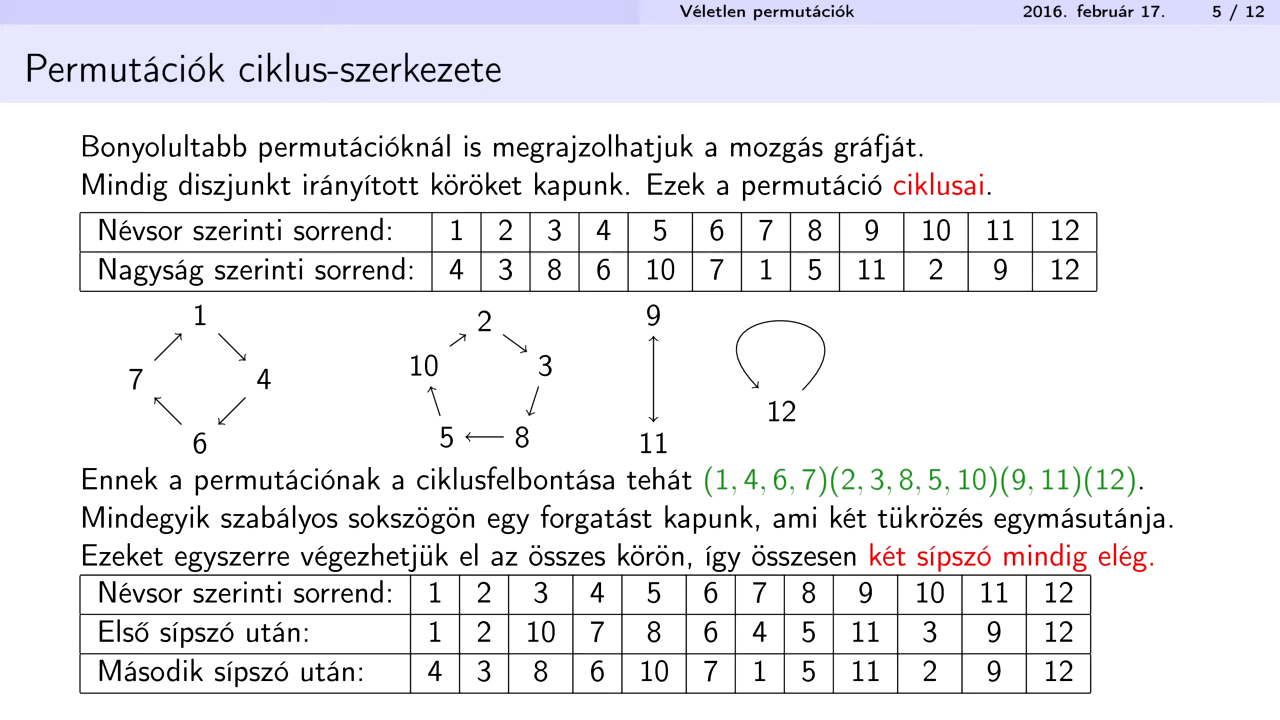 Véletlen permutációk 2016. február 17. 5 / 12
Permutációk ciklus-szerkezete
Bonyolultabb permutációknál is megrajzolhatjuk a mozgás gráfját.
Mindig diszjunkt irányított köröket kapunk. Ezek a permutáció ciklusai.
Névsor szerinti sorrend: 1 2 3 4 5 6 7 8 9 10 11 12
Nagyság szerinti sorrend: 4 3 8 6 10 7 1 5 11 2 9 12
1 2 9
10 3
7 4
12
5 8
6 11
Ennek a permutációnak a ciklusfelbontása tehát (1, 4, 6, 7)(2, 3, 8, 5, 10)(9, 11)(12).
Mindegyik szabályos sokszögön egy forgatást kapunk, ami két tükrözés egymásutánja.
Ezeket egyszerre végezhetjük el az összes körön, így összesen két sípszó mindig elég.
Névsor szerinti sorrend: 1 2 3 4 5 6 7 8 9 10 11 12
Első sípszó után: 1 2 10 7 8 6 4 5 11 3 9 12
Második sípszó után: 4 3 8 6 10 7 1 5 11 2 9 12